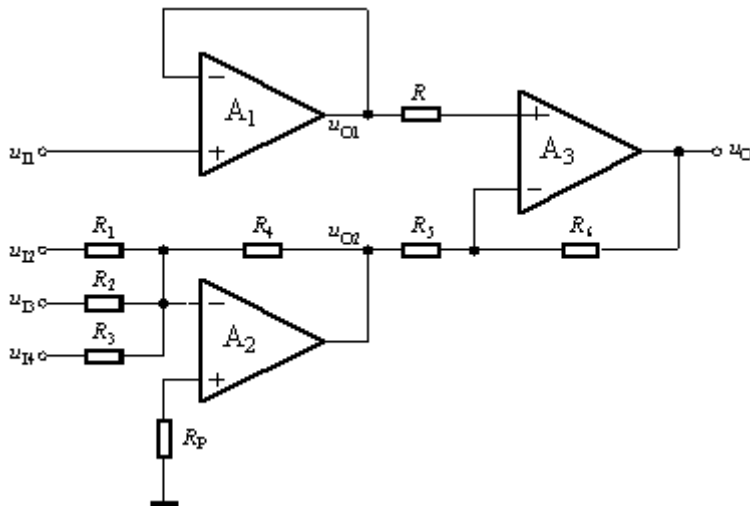 A1
−
+
uO1
R
+
A3
−
uO
uI1
R1
R4
uO2
R5
R6
uI2
R2
uI3
−
R3
A2
uI4
+
RP